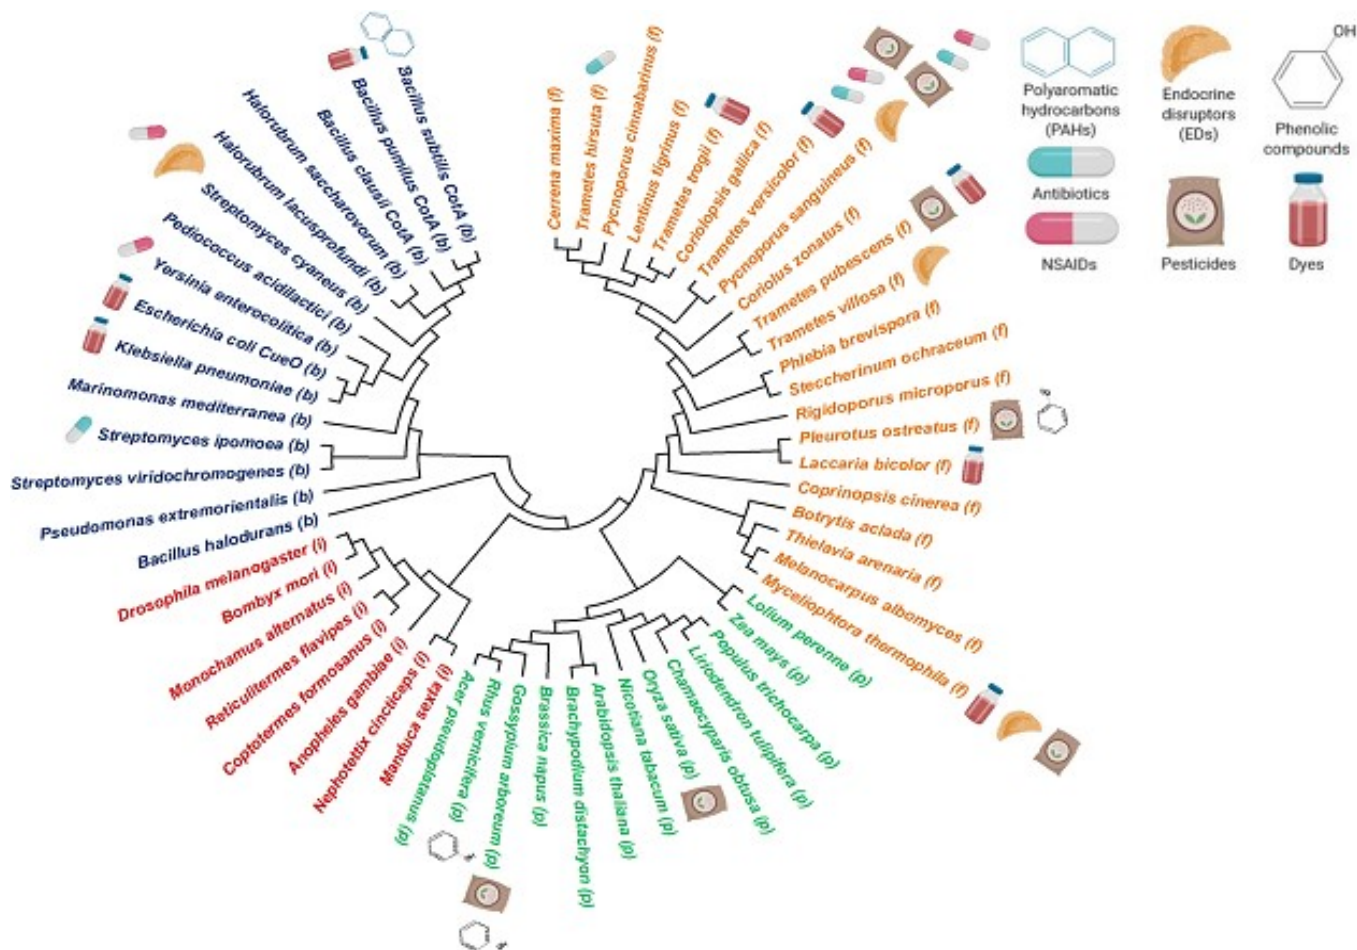 Bacillus subtilis CotA (b)
Bacillus pumilus CotA (b)
Bacillus clausii CotA (b)
Halorubrum saccharovorum (b)
Halorubrum lacusprofundi (b)
Streptomyces cyaneus (b)
Pediococcus acidilactici (b)
Yersinia enterocolitica (b)
Escherichia coli CueO (b)
Klebsiella pneumoniae (b)
Marinomonas mediterranea (b)
Streptomyces ipomoea (b)
Streptomyces viridochromogenes (b)
Pseudomonas extremorientalis (b)
Bacillus halodurans (b)
Drosophila melanogaster (i)
Bombyx mori (i)
Monochamus alternatus (i)
Reticulitermes flavipes (i)
Coptotermes formosanus (i)
Anopheles gambiae (i)
Nephotettix cincticeps (i)
Manduca sexta (i)
Acer pseudoplatanus (p)
Rhus vernicifera (p)
Gossypium arboreum (p)
Brassica napus (p)
Brachypodium distachyon (p)
Arabidopsis thaliana (p)
Nicotiana tabacum (p)
Oryza sativa (p)
Chamaecyparis obtusa (p)
Liriodendron tulipifera (p)
Populus trichocarpa (p)
Zea mays (p)
Lolium perenne (p)
Myceliophtora thermophila (f)
Melanocarpus albomyces (f)
Thielavia arenaria (f)
Botrytis aclada (f)
Coprinopsis cinerea (f)
Laccaria bicolor (f)
Pleurotus ostreatus (f)
Rigidoporus microporus (f)
Steccherinum ochraceum (f)
Phlebia brevispora (f)
Trametes villosa (f)
Trametes pubescens (f)
Coriolus zonatus (f)
Pycnoporus sanguineus (f)
Trametes versicolor (f)
Coriolopsis gallica (f)
Trametes trogii (f)
Lentinus tigrinus (f)
Pycnoporus cinnabarinus (f)
Trametes hirsuta (f)
Cerrena maxima (f)
Polyaromatic
hydrocarbons
(PAHs)
Endocrine
disruptors
(EDs)
OH
Phenolic
compounds
Antibiotics
NSAIDs
Pesticides
Dyes